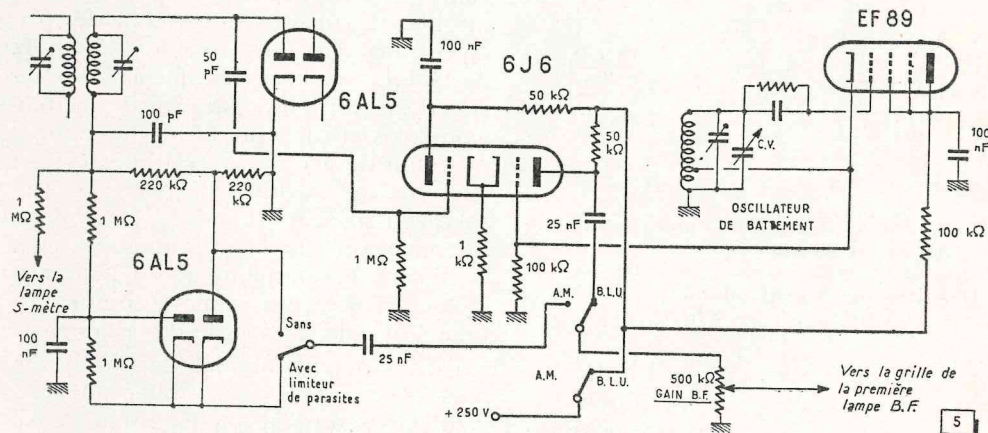 EF 89
50
pF
6AL5
100 nF
6J6
50 kΩ
50
kΩ
100 pF
C.V.
100
nF
220 kΩ
220
kΩ
1
MΩ
1 MΩ
OSCILLATEUR
DE BATTEMENT
25 nF
100 kΩ
6AL5
1 MΩ
1
kΩ
100 kΩ
Vers la
lampe
S-mètre
A.M.
B.L.U.
Sans
100
nF
1 MΩ
25 nF
Avec
limiteur
de parasites
A.M.
B.L.U.
500 kΩ
GAIN B.F.
Vers la grille de
la première
lampe B.F.
+ 250 V
5